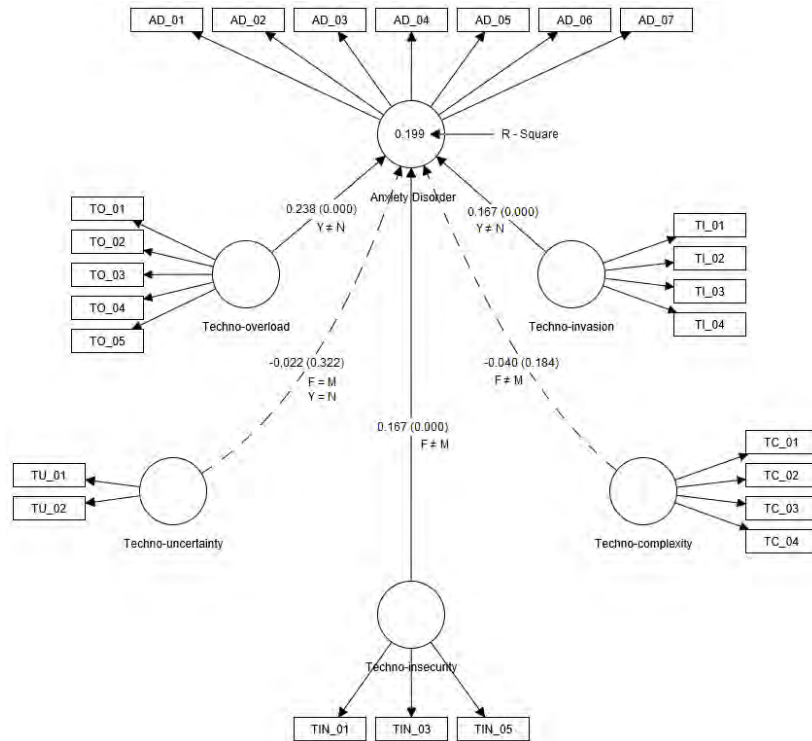 AD_01 AD_02 AD_03 AD_04 AD_05 AD_06 AD_07
0.199
R - Square
Anxiety Disorder
0.238 (0.000)
Y ≠ N
0.167 (0.000)
Y ≠ N
TO_01
TO_02
TO_03
TO_04
TO_05
Techno-overload
TI_01
TI_02
TI_03
TI_04
Techno-invasion
-0,022 (0.322)
F = M
Y = N
-0.040 (0.184)
F ≠ M
0.167 (0.000)
F ≠ M
TU_01
TU_02
Techno-uncertainty
TC_01
TC_02
TC_03
TC_04
Techno-complexity
Techno-insecurity
TIN_01 TIN_03 TIN_05